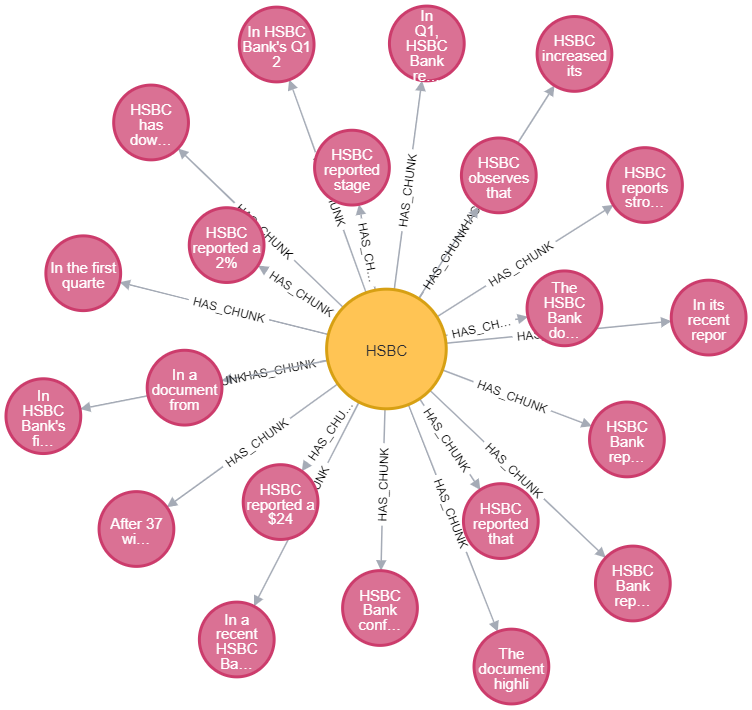 In HSBC
Bank's Q1
2
In
Q1,
HSBC
Bank
re…
HSBC
increased
its
HSBC
has
dow…
HSBC
reported
stage
HSBC
observes
that
HSBC
reports
stro…
HSBC
reported a
2%
In the first
quarte
The
HSBC
Bank
do…
In its
recent
repor
HSBC
In a
document
from
In
HSBC
Bank's
fi…
HSBC
Bank
rep…
After 37
wi…
HSBC
reported a
$24
HSBC
reported
that
HSBC
Bank
rep…
HSBC
Bank
conf…
In a
recent
HSBC
Ba…
The
document
highli
HAS_CHUNK
HAS_CHUNK
HAS_CHUNK
HAS_CHUNK
HAS_CHUNK
HAS_CH…
HAS_CHUNK
HAS_CH…
HAS_CHUNK
HAS_CHUNK
HAS_CHUNK
HAS_CHUNK
HAS_CHUNK
HAS_CHUNK
HAS_CHUNK
HAS_CHU…
HAS_CHUNK